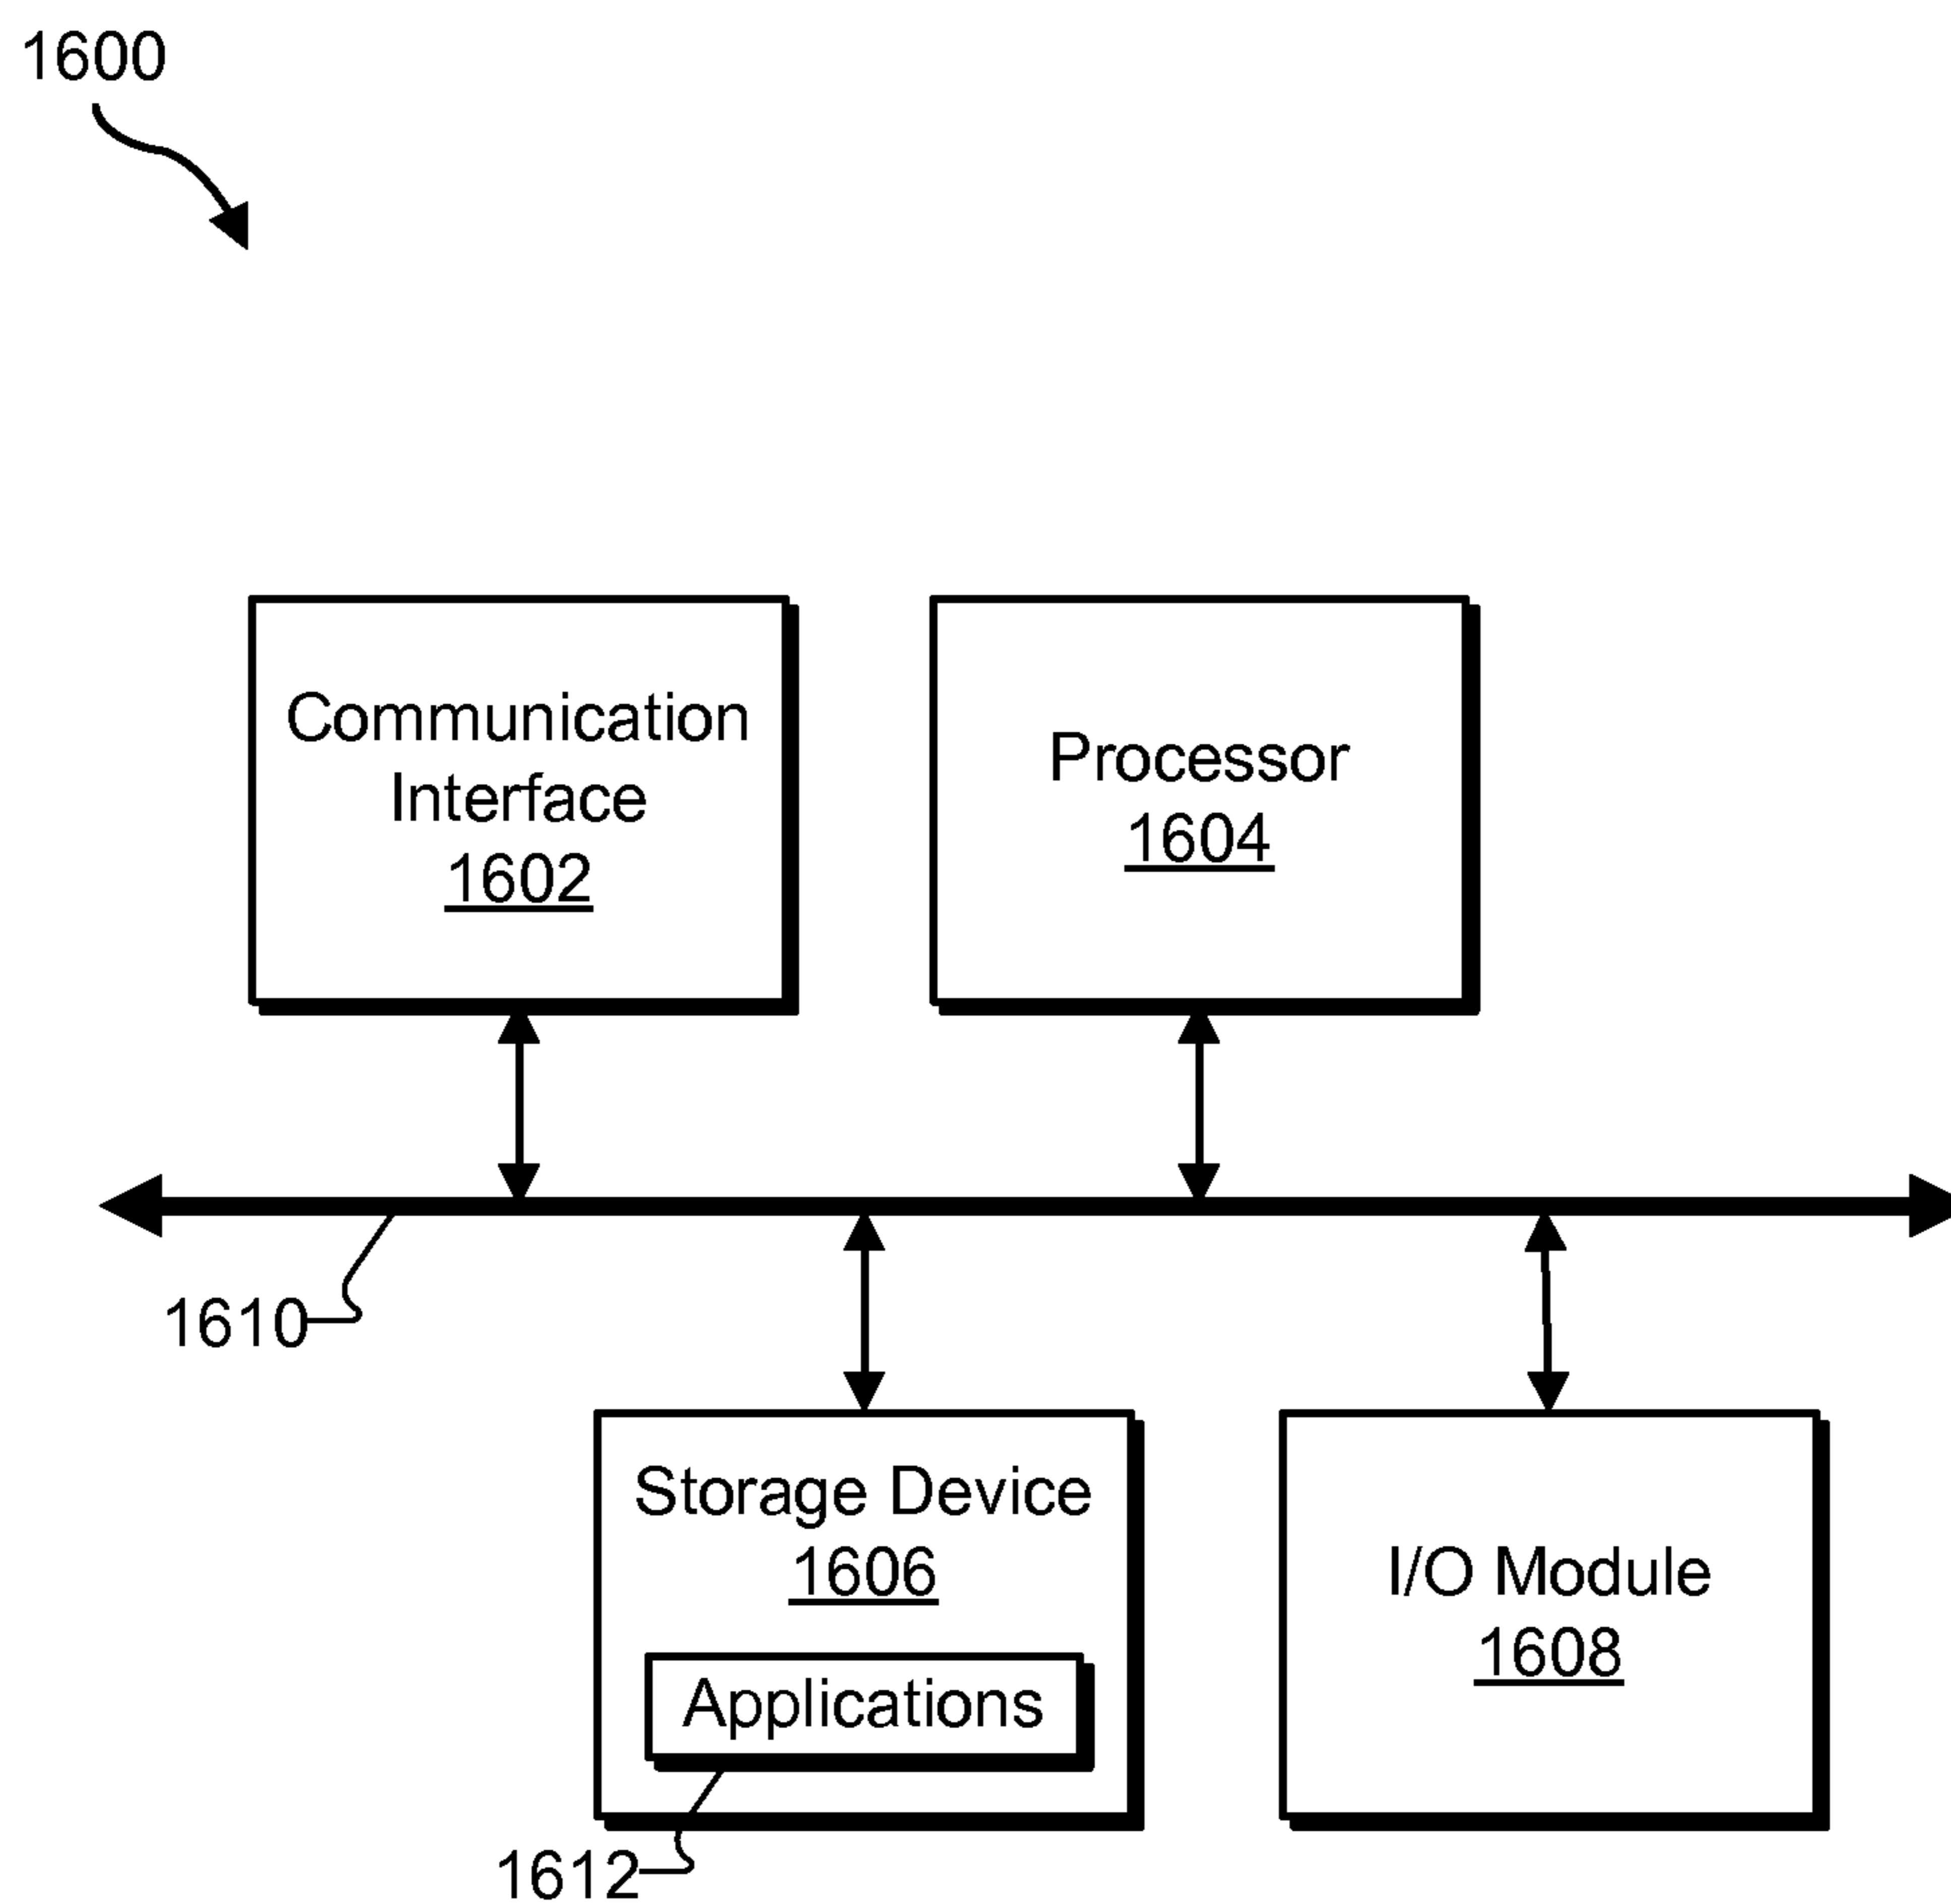 1600
Communication
Interface
1602
Processor
1604
1610
Storage Device
1606
Applications
1612
I/O Module
1608